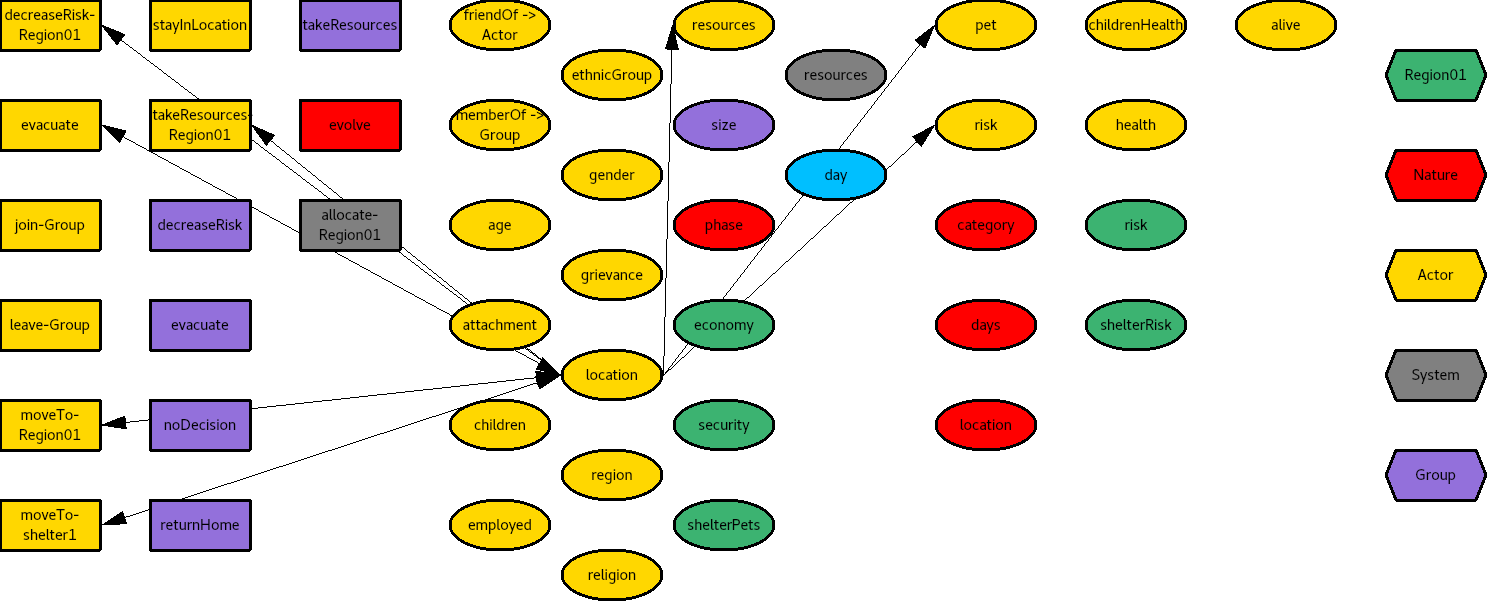 decreaseRisk-
Region01
stayInLocation
takeResources
friendOf ->
Actor
resources
pet
childrenHealth
alive
ethnicGroup
resources
Region01
evacuate
takeResources-
Region01
evolve
memberOf ->
Group
size
risk
health
gender
day
Nature
join-Group
decreaseRisk
allocate-
Region01
age
phase
category
risk
grievance
Actor
leave-Group
evacuate
attachment
economy
days
shelterRisk
location
System
moveTo-
Region01
noDecision
children
security
location
region
Group
moveTo-
shelter1
returnHome
employed
shelterPets
religion